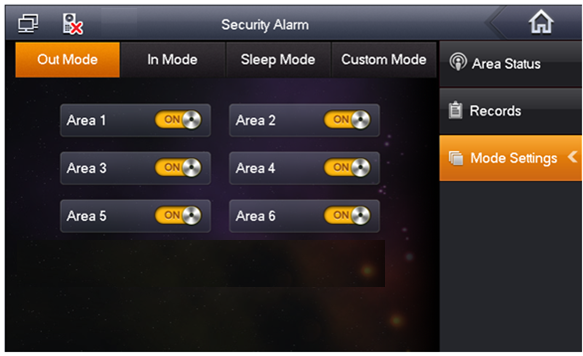 Security Alarm
Out Mode In Mode Sleep Mode Custom Mode
Area Status
Records
Mode Settings
Area 1 ON Area 2 ON
Area 3 ON Area 4 ON
Area 5 ON Area 6 ON